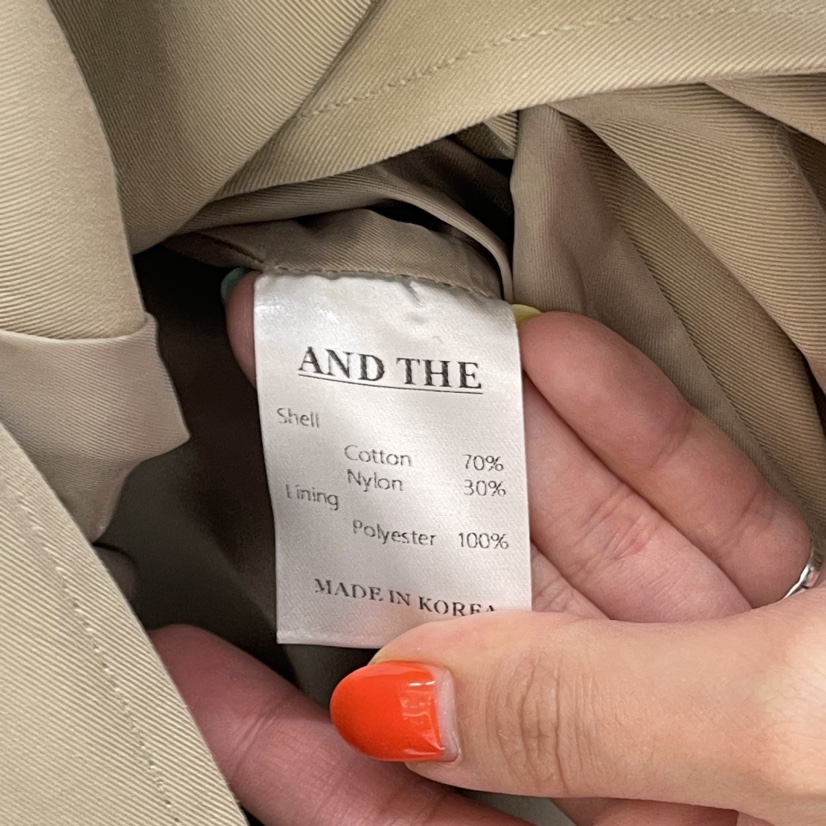 AND THE
Shell
Cotton 70%
Nylon 30%
Lining
Polyester 100%
MADE IN KOREA